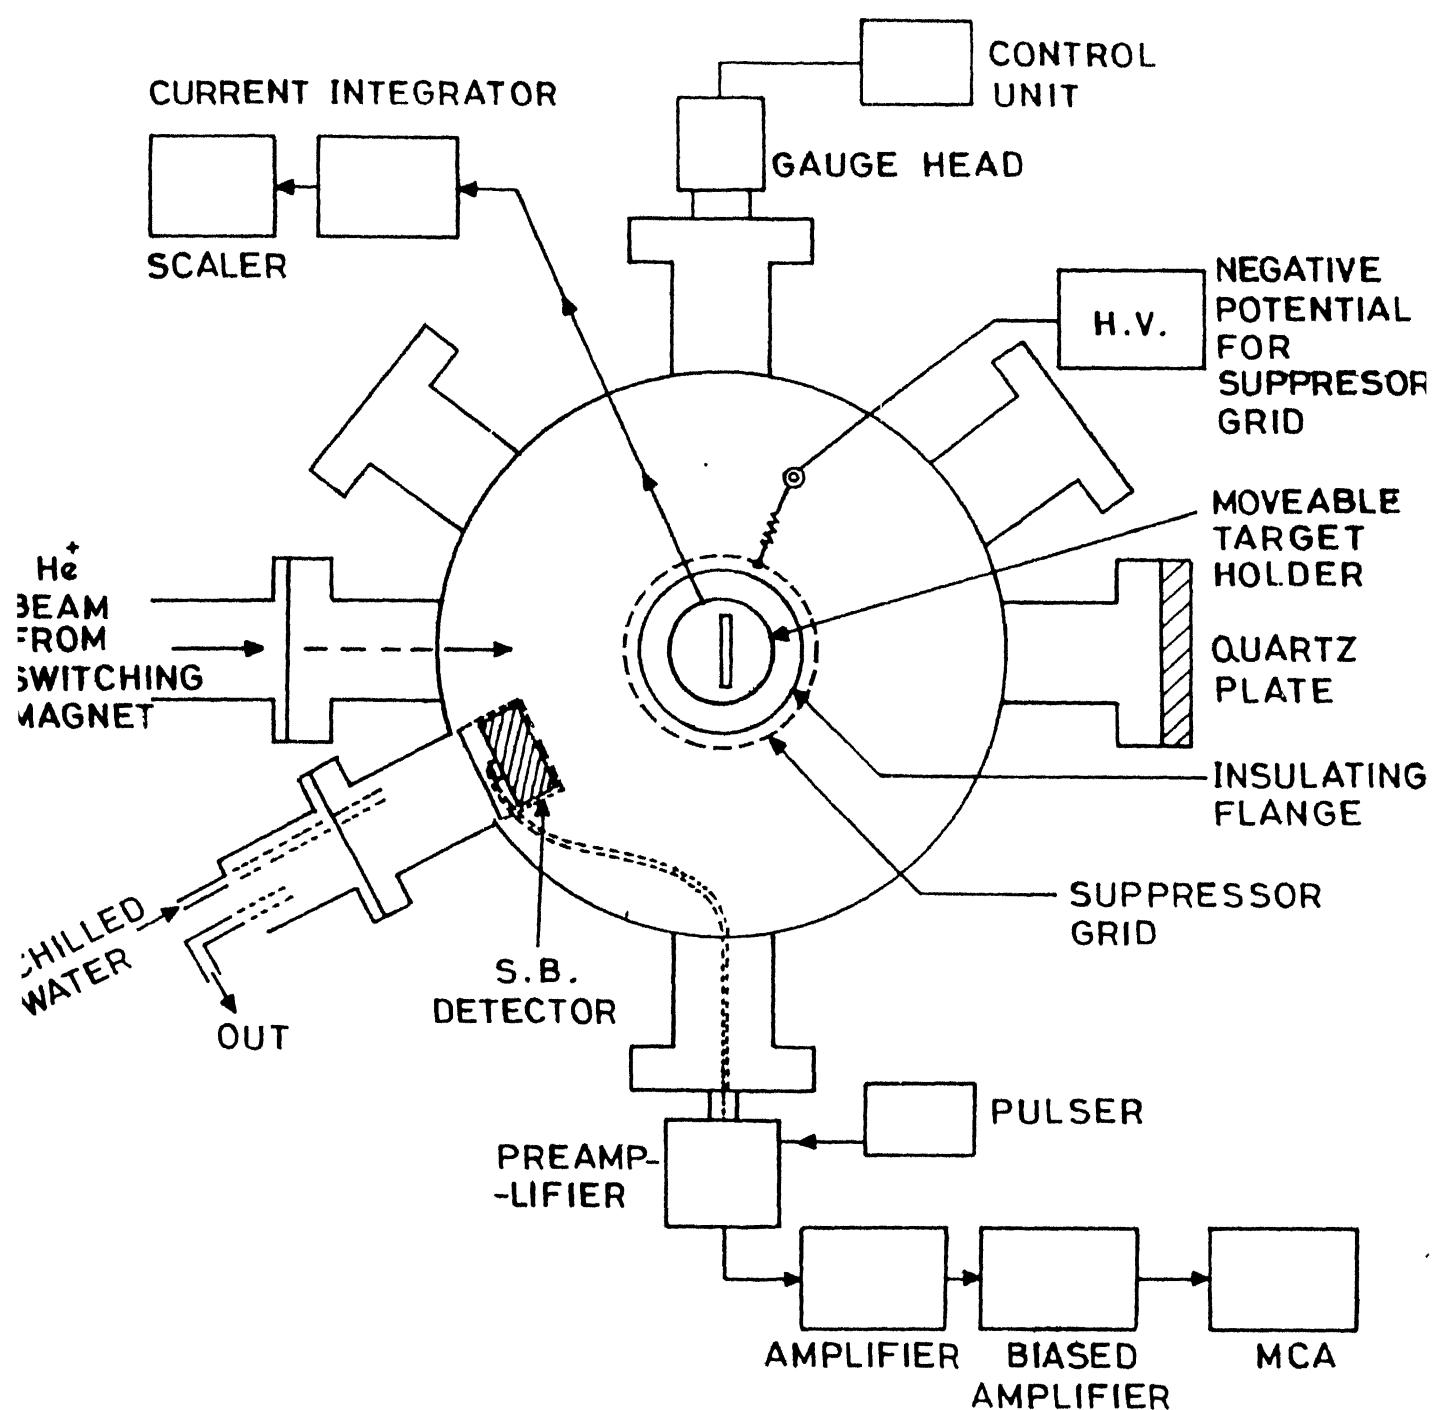 CONTROL
UNIT
CURRENT INTEGRATOR
GAUGE HEAD
SCALER
H.V.
NEGATIVE
POTENTIAL
FOR
SUPPRESOR
GRID
MOVEABLE
TARGET
HOLDER
He+
BEAM
FROM
SWITCHING
MAGNET
QUARTZ
PLATE
INSULATING
FLANGE
SUPPRESSOR
GRID
CHILLED
WATER
OUT
S.B.
DETECTOR
PULSER
PREAMP-
-LIFIER
AMPLIFIER
BIASED
AMPLIFIER
MCA